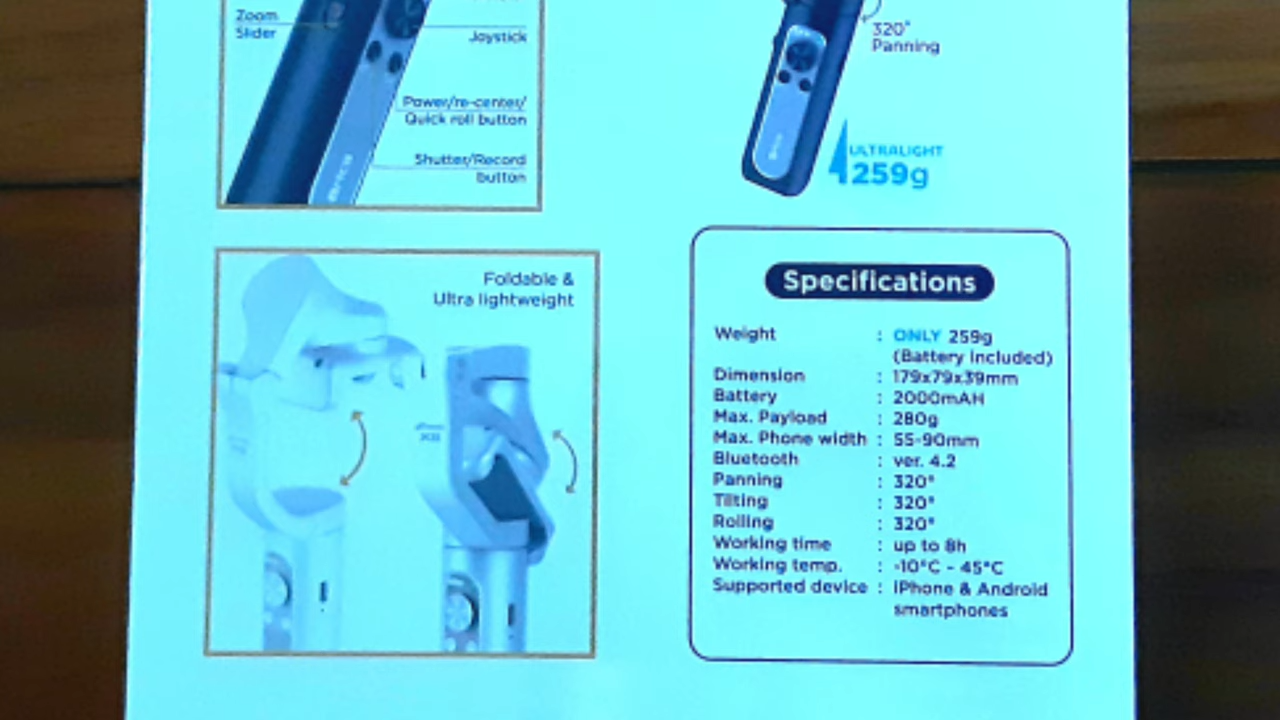 Zoom
Slider
Joystick
Power/re-center/
Quick roll button
Shutter/Record
button
320°
Panning
ULTRALIGHT
259g
Foldable &
Ultra lightweight
Specifications
Weight : ONLY 259g
(Battery included)
Dimension : 179x79x39mm
Battery : 2000mAH
Max. Payload : 280g
Max. Phone width : 55-90mm
Bluetooth : ver. 4.2
Panning : 320°
Tilting : 320°
Rolling : 320°
Working time : up to 8h
Working temp. : -10°C - 45°C
Supported device : iPhone & Android
smartphones